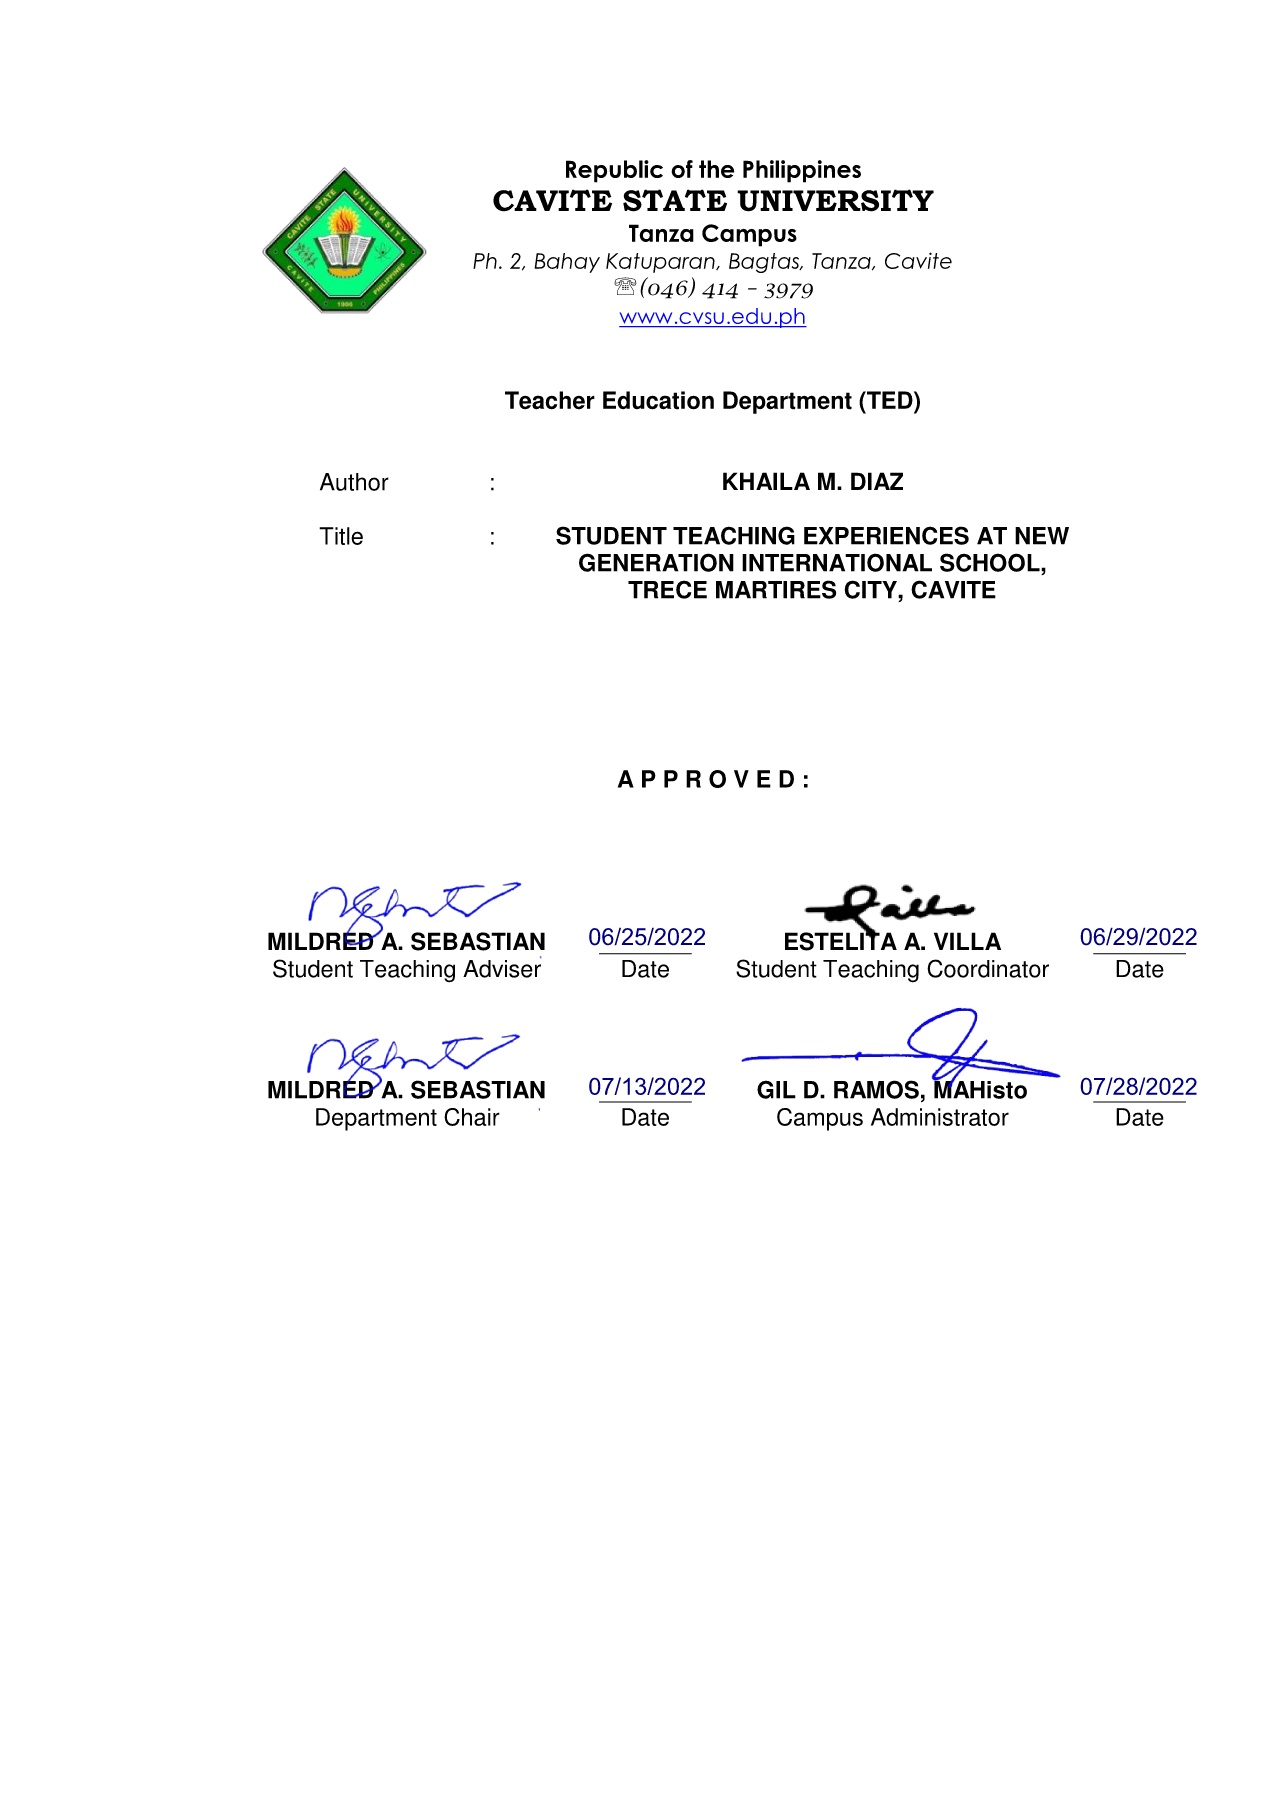 Republic of the Philippines
CAVITE STATE UNIVERSITY
Tanza Campus
Ph. 2, Bahay Katuparan, Bagtas, Tanza, Cavite
☏(046) 414 - 3979
www.cvsu.edu.ph
CAVITE STATE UNIVERSITY
CAVITE PHILIPPINES
1906
Teacher Education Department (TED)
Author : KHAILA M. DIAZ
Title : STUDENT TEACHING EXPERIENCES AT NEW
GENERATION INTERNATIONAL SCHOOL,
TRECE MARTIRES CITY, CAVITE
A P P R O V E D :
MILDRED A. SEBASTIAN 06/25/2022 ESTELITA A. VILLA 06/29/2022
Student Teaching Adviser Date Student Teaching Coordinator Date
MILDRED A. SEBASTIAN 07/13/2022 GIL D. RAMOS, MAHisto 07/28/2022
Department Chair Date Campus Administrator Date